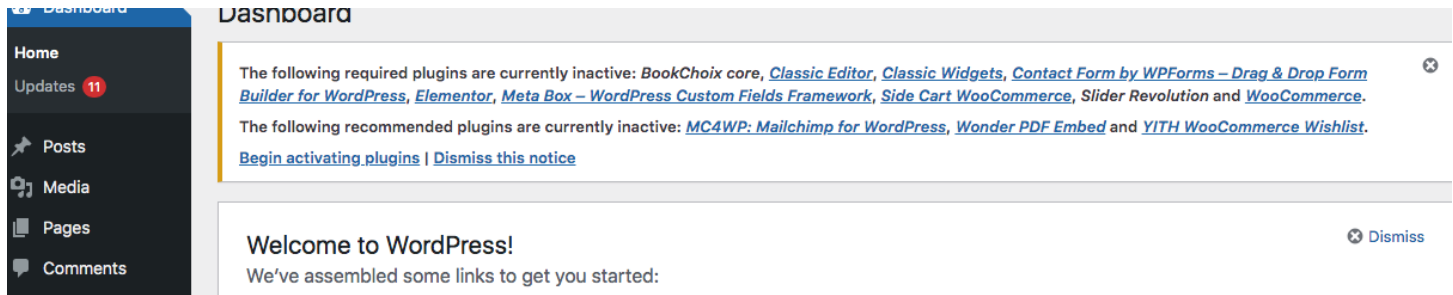 Dashboard
Dashboard
Home
Updates 11
The following required plugins are currently inactive: BookChoix core, Classic Editor, Classic Widgets, Contact Form by WPForms – Drag & Drop Form
Builder for WordPress, Elementor, Meta Box – WordPress Custom Fields Framework, Side Cart WooCommerce, Slider Revolution and WooCommerce.
The following recommended plugins are currently inactive: MC4WP: Mailchimp for WordPress, Wonder PDF Embed and YITH WooCommerce Wishlist.
Begin activating plugins | Dismiss this notice
Posts
Media
Pages
Comments
Welcome to WordPress!
Dismiss
We've assembled some links to get you started: